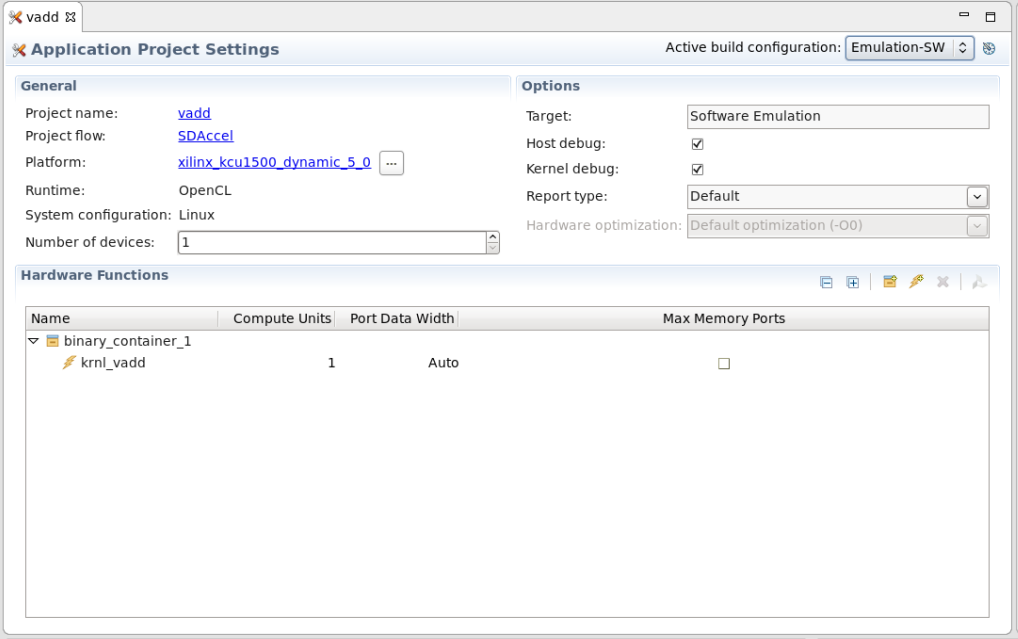 vadd
Application Project Settings
Active build configuration: Emulation-SW
General
Project name: vadd
Project flow: SDAccel
Platform: xilinx_kcu1500_dynamic_5_0 ...
Runtime: OpenCL
System configuration: Linux
Number of devices: 1
Options
Target: Software Emulation
Host debug:
Kernel debug:
Report type: Default
Hardware optimization: Default optimization (-O0)
Hardware Functions
Name Compute Units Port Data Width Max Memory Ports
binary_container_1
krnl_vadd 1 Auto